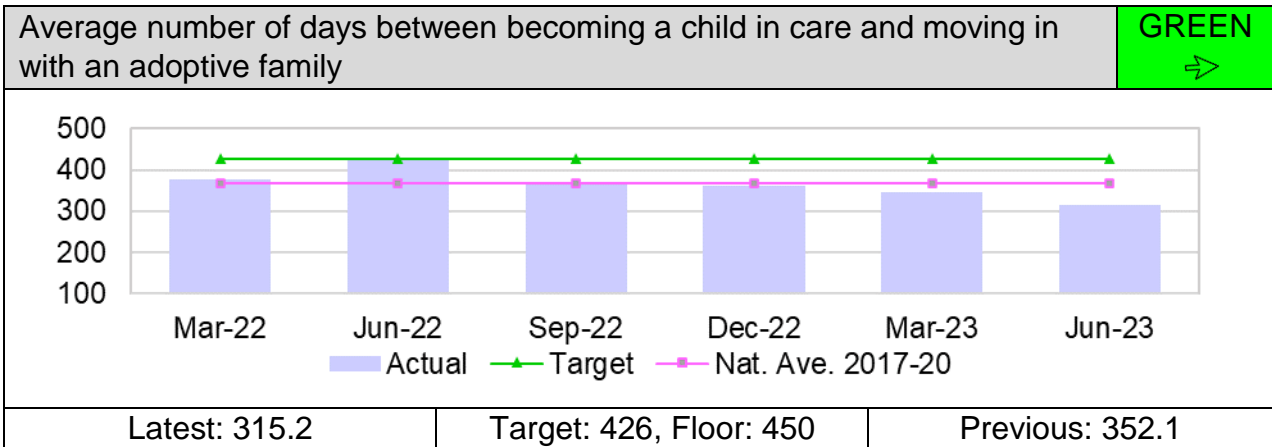 Average number of days between becoming a child in care and moving in
with an adoptive family
GREEN
500
400
300
200
100
Mar-22 Jun-22 Sep-22 Dec-22 Mar-23 Jun-23
Actual Target Nat. Ave. 2017-20
Latest: 315.2 Target: 426, Floor: 450 Previous: 352.1